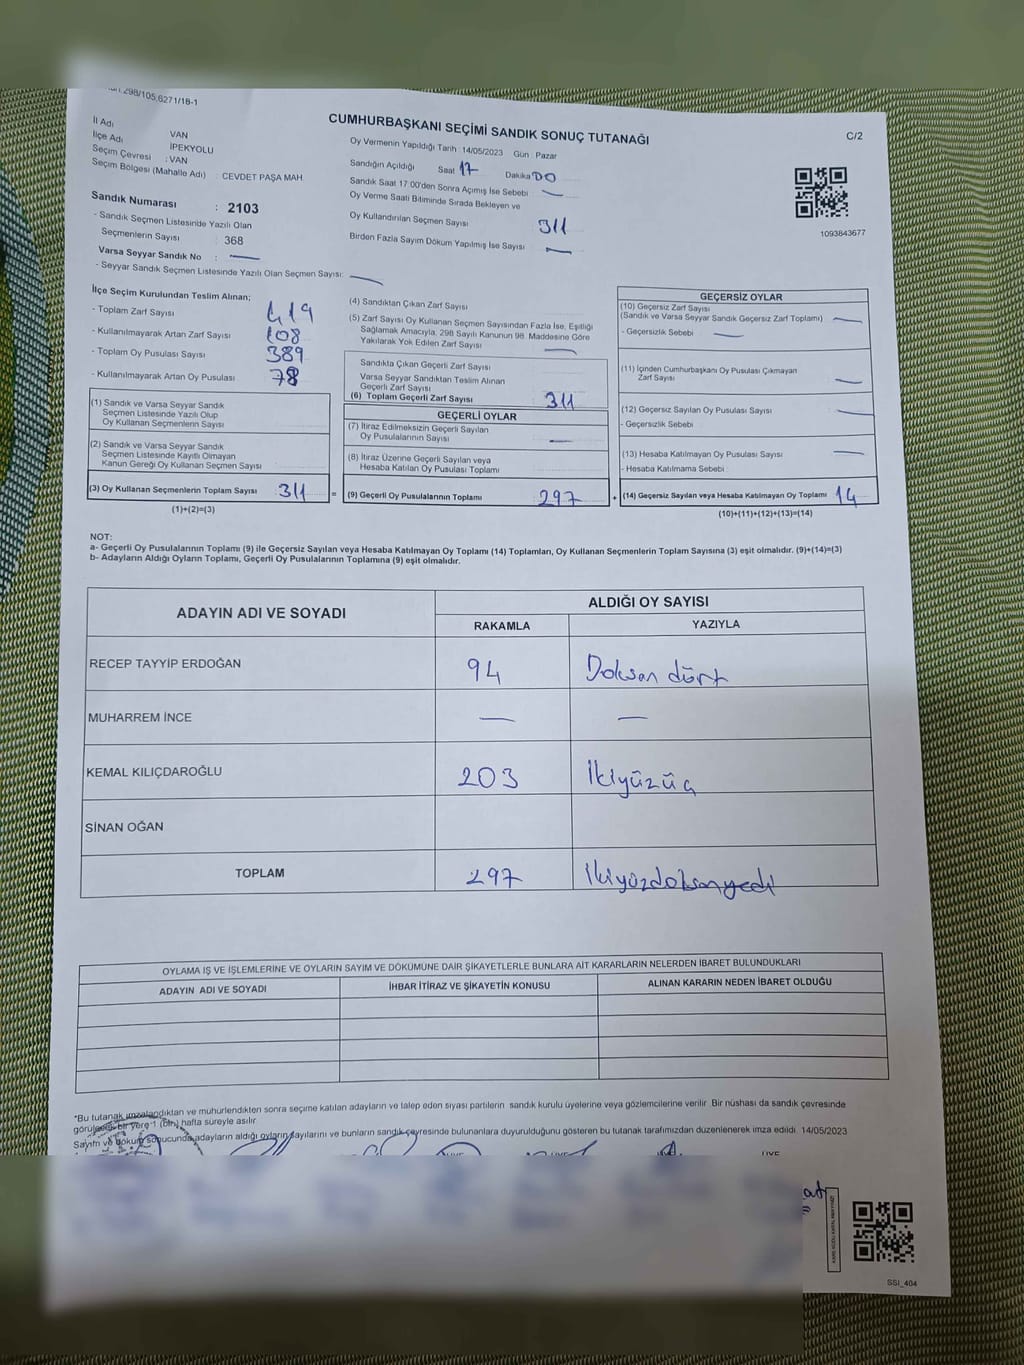 298/105,6271/18-1
CUMHURBAŞKANI SEÇİMİ SANDIK SONUÇ TUTANAĞI
C/2
İl Adı VAN
İlçe Adı İPEKYOLU
Seçim Çevresi : VAN
Seçim Bölgesi (Mahalle Adı) : CEVDET PAŞA MAH.
Sandık Numarası : 2103
- Sandık Seçmen Listesinde Yazılı Olan
Seçmenlerin Sayısı : 368
Varsa Seyyar Sandık No : —
- Seyyar Sandık Seçmen Listesinde Yazılı Olan Seçmen Sayısı: —
Oy Vermenin Yapıldığı Tarih : 14/05/2023 Gün : Pazar
Sandığın Açıldığı Saat 17 Dakika 00
Sandık Saat 17:00'den Sonra Açımış İse Sebebi : —
Oy Verme Saati Bitiminde Sırada Bekleyen ve
Oy Kullandırılan Seçmen Sayısı 311
Birden Fazla Sayım Döküm Yapılmış İse Sayısı —
1093843677
İlçe Seçim Kurulundan Teslim Alınan;
- Toplam Zarf Sayısı 419
- Kullanılmayarak Artan Zarf Sayısı 108
- Toplam Oy Pusulası Sayısı 389
- Kullanılmayarak Artan Oy Pusulası 78
(1) Sandık ve Varsa Seyyar Sandık
Seçmen Listesinde Yazılı Olup
Oy Kullanan Seçmenlerin Sayısı
(2) Sandık ve Varsa Seyyar Sandık
Seçmen Listesinde Kayıtlı Olmayan
Kanun Gereği Oy Kullanan Seçmen Sayısı
(3) Oy Kullanan Seçmenlerin Toplam Sayısı 311 =
(1)+(2)=(3)
(4) Sandıktan Çıkan Zarf Sayısı
(5) Zarf Sayısı Oy Kullanan Seçmen Sayısından Fazla İse, Eşitliği
Sağlamak Amacıyla, 298 Sayılı Kanunun 98. Maddesine Göre
Yakılarak Yok Edilen Zarf Sayısı —
Sandıkta Çıkan Geçerli Zarf Sayısı
Varsa Seyyar Sandıktan Teslim Alınan
Geçerli Zarf Sayısı
(6) Toplam Geçerli Zarf Sayısı 311
GEÇERLİ OYLAR
(7) İtiraz Edilmeksizin Geçerli Sayılan
Oy Pusulalarının Sayısı —
(8) İtiraz Üzerine Geçerli Sayılan veya
Hesaba Katılan Oy Pusulası Toplamı
(9) Geçerli Oy Pusulalarının Toplamı 297 +
GEÇERSİZ OYLAR
(10) Geçersiz Zarf Sayısı
(Sandık ve Varsa Seyyar Sandık Geçersiz Zarf Toplamı) —
- Geçersizlik Sebebi —
(11) İçinden Cumhurbaşkanı Oy Pusulası Çıkmayan
Zarf Sayısı —
(12) Geçersiz Sayılan Oy Pusulası Sayısı —
- Geçersizlik Sebebi
(13) Hesaba Katılmayan Oy Pusulası Sayısı —
- Hesaba Katılmama Sebebi
(14) Geçersiz Sayılan veya Hesaba Katılmayan Oy Toplamı 14
(10)+(11)+(12)+(13)=(14)
NOT:
a- Geçerli Oy Pusulalarının Toplamı (9) ile Geçersiz Sayılan veya Hesaba Katılmayan Oy Toplamı (14) Toplamları, Oy Kullanan Seçmenlerin Toplam Sayısına (3) eşit olmalıdır. (9)+(14)=(3)
b- Adayların Aldığı Oyların Toplamı, Geçerli Oy Pusulalarının Toplamına (9) eşit olmalıdır.
ADAYIN ADI VE SOYADI ALDIĞI OY SAYISI
RAKAMLA YAZIYLA
RECEP TAYYİP ERDOĞAN 94 Doksan dört
MUHARREM İNCE — —
KEMAL KILIÇDAROĞLU 203 İkiyüzüç
SİNAN OĞAN
TOPLAM 297 İkiyüzdoksanyedi
OYLAMA İŞ VE İŞLEMLERİNE VE OYLARIN SAYIM VE DÖKÜMÜNE DAİR ŞİKAYETLERLE BUNLARA AİT KARARLARIN NELERDEN İBARET BULUNDUKLARI
ADAYIN ADI VE SOYADI İHBAR İTİRAZ VE ŞİKAYETİN KONUSU ALINAN KARARIN NEDEN İBARET OLDUĞU
*Bu tutanak imzalandıktan ve mühürlendikten sonra seçime katılan adayların ve talep eden siyasi partilerin sandık kurulu üyelerine veya gözlemcilerine verilir. Bir nüshası da sandık çevresinde
görülecek bir yere 1 (bir) hafta süreyle asılır.
Sayım ve döküm sonucunda adayların aldığı oyların sayılarını ve bunların sandık çevresinde bulunanlara duyurulduğunu gösteren bu tutanak tarafımızdan düzenlenerek imza edildi. 14/05/2023
SSI_404